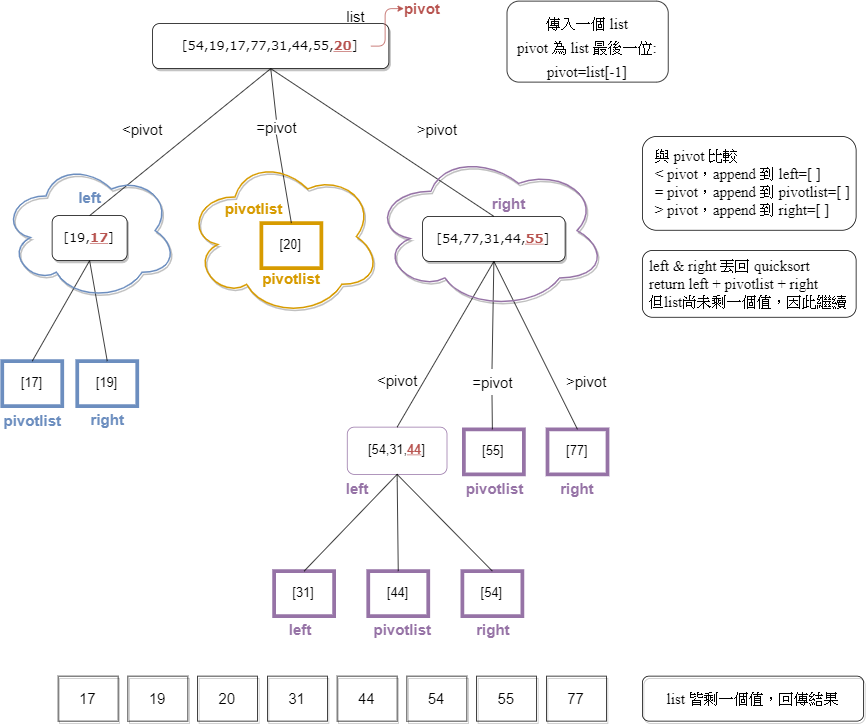 list
pivot
[54,19,17,77,31,44,55,20]
傳入一個 list
pivot 為 list 最後一位:
pivot=list[-1]
<pivot
=pivot
>pivot
與 pivot 比較
< pivot，append 到 left=[ ]
= pivot，append 到 pivotlist=[ ]
> pivot，append 到 right=[ ]
left
pivotlist
right
[19,17]
[20]
[54,77,31,44,55]
pivotlist
left & right 丟回 quicksort
return left + pivotlist + right
但list尚未剩一個值，因此繼續
[17]
[19]
<pivot
=pivot
>pivot
pivotlist
right
[54,31,44]
[55]
[77]
left
pivotlist
right
[31]
[44]
[54]
left
pivotlist
right
17
19
20
31
44
54
55
77
list 皆剩一個值，回傳結果